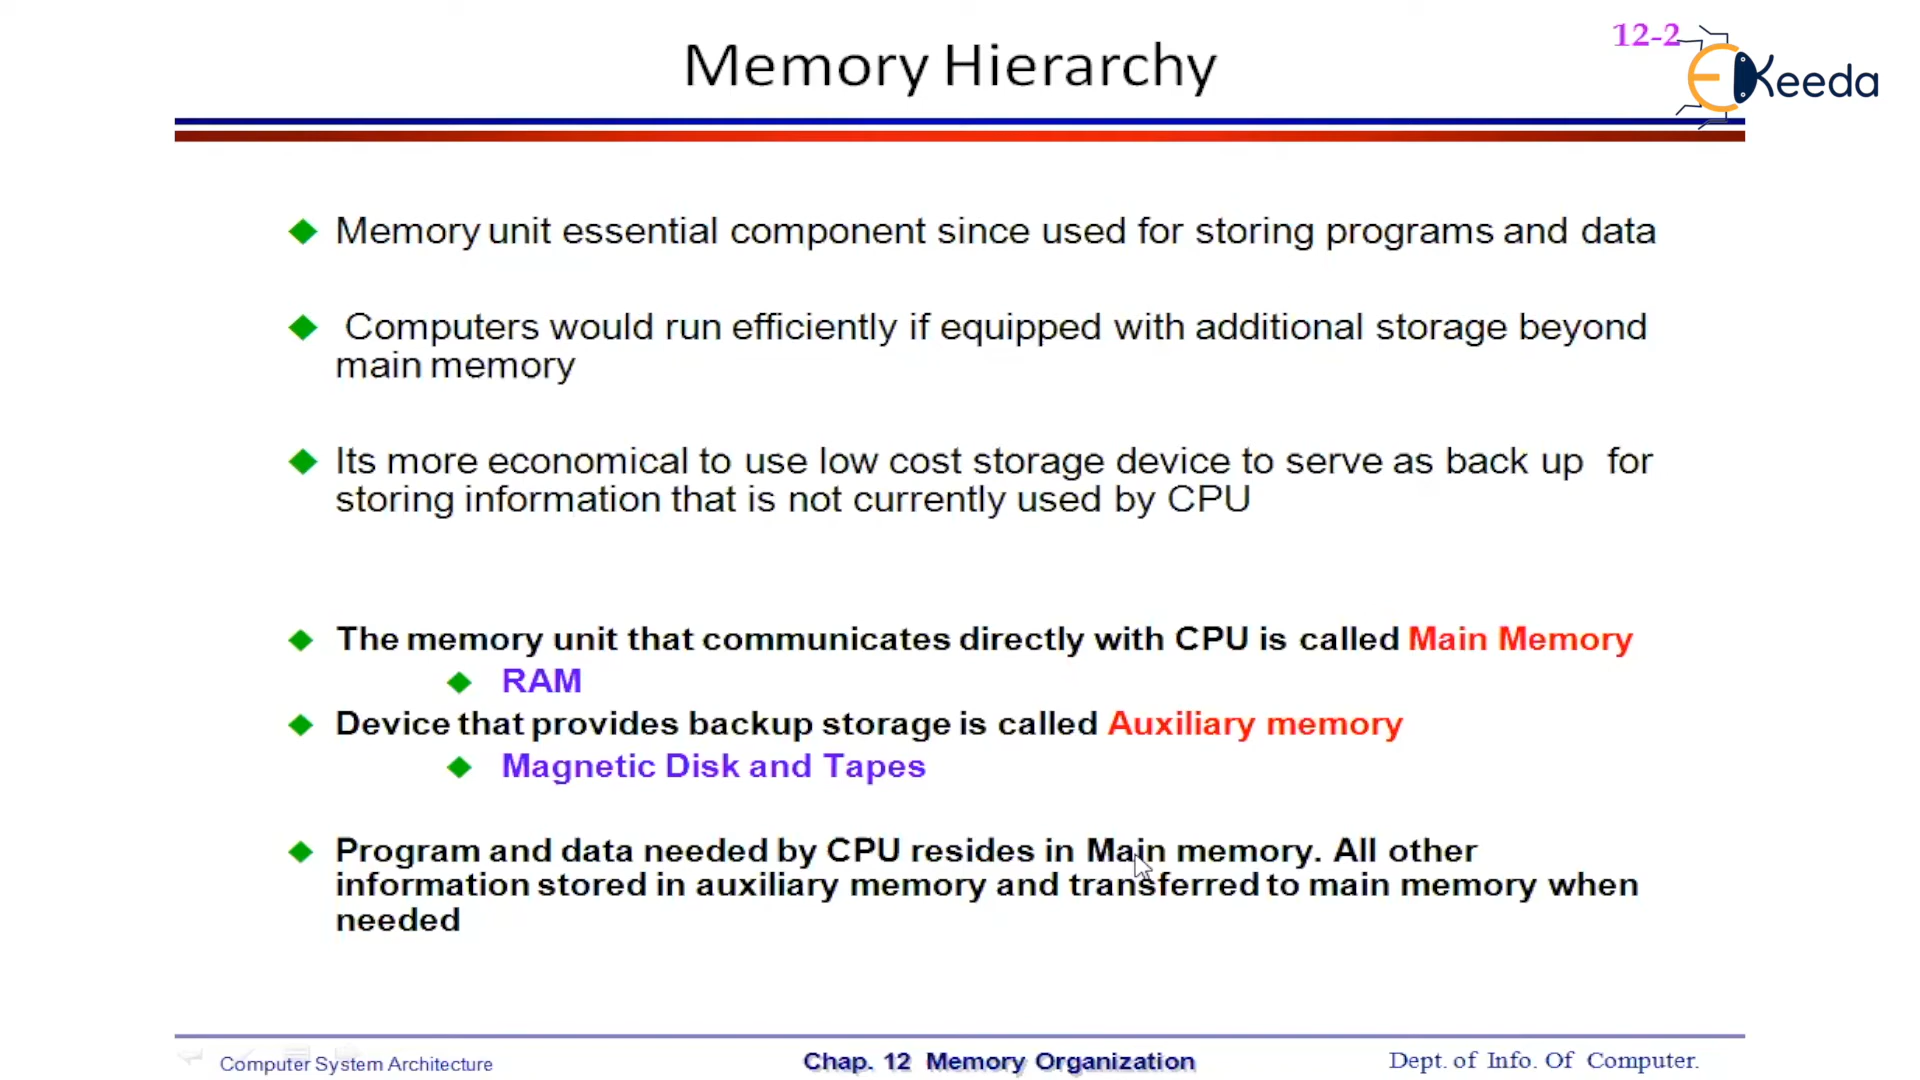 12-2
Memory Hierarchy
EKeeda
Memory unit essential component since used for storing programs and data
Computers would run efficiently if equipped with additional storage beyond
main memory
Its more economical to use low cost storage device to serve as back up for
storing information that is not currently used by CPU
The memory unit that communicates directly with CPU is called Main Memory
RAM
Device that provides backup storage is called Auxiliary memory
Magnetic Disk and Tapes
Program and data needed by CPU resides in Main memory. All other
information stored in auxiliary memory and transferred to main memory when
needed
Computer System Architecture
Chap. 12 Memory Organization
Dept. of Info. Of Computer.